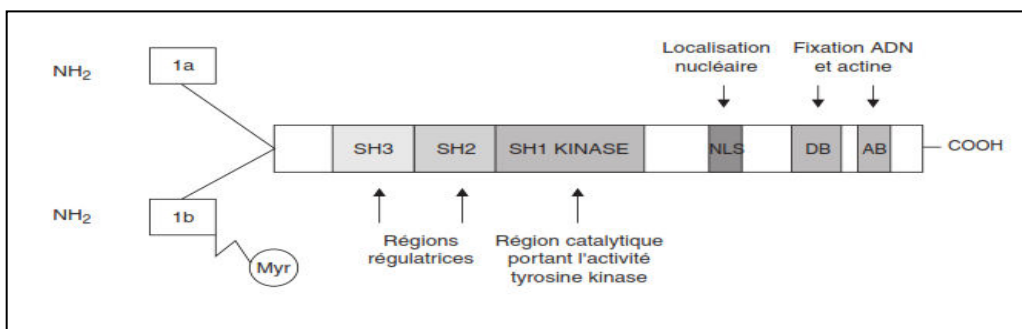 Localisation
nucléaire
Fixation ADN
et actine
NH2
1a
SH3
SH2
SH1 KINASE
NLS
DB
AB
COOH
NH2
1b
Myr
Régions
régulatrices
Région catalytique
portant l'activité
tyrosine kinase